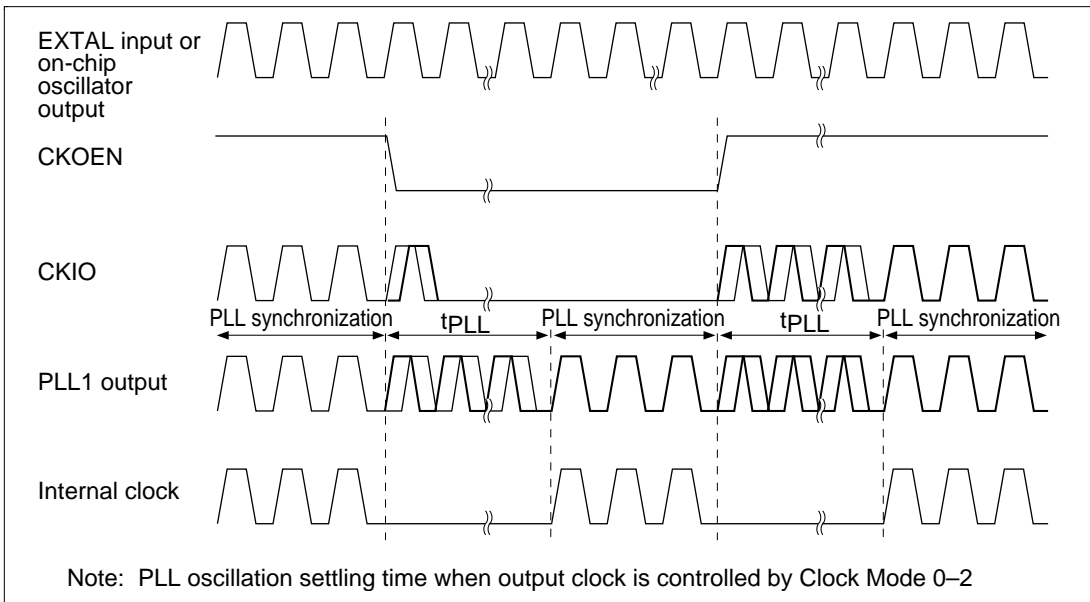 EXTAL input or
on-chip
oscillator
output
CKOEN
CKIO
PLL synchronization tPLL PLL synchronization tPLL PLL synchronization
PLL1 output
Internal clock
Note: PLL oscillation settling time when output clock is controlled by Clock Mode 0–2